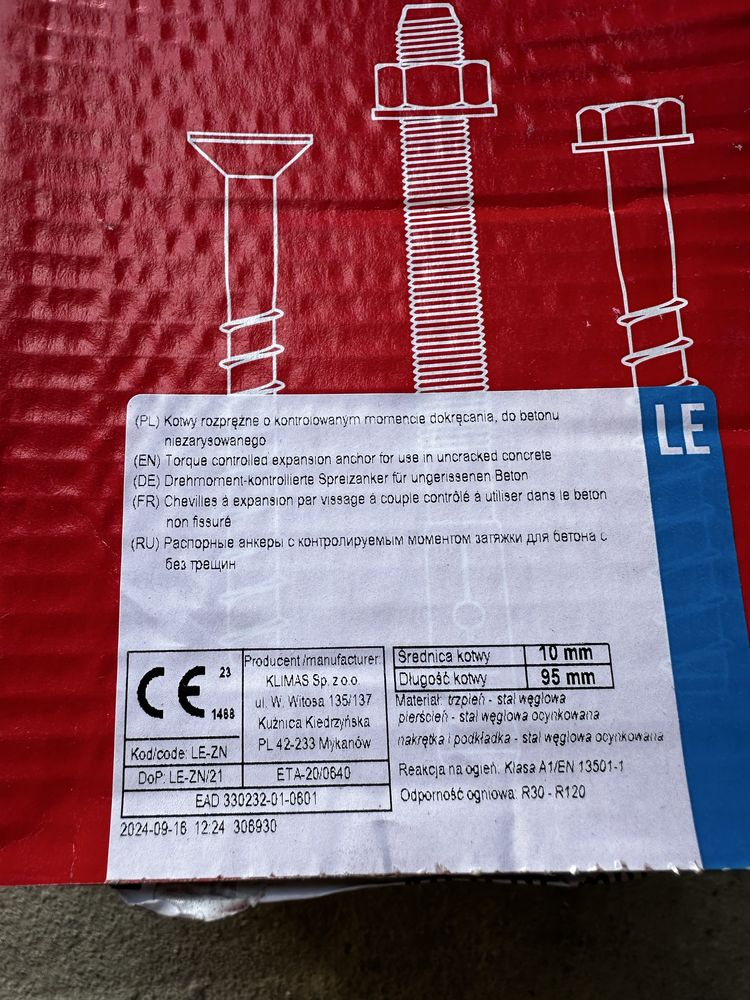 LE
(PL) Kotwy rozprężne o kontrolowanym momencie dokręcania, do betonu
niezarysowanego
(EN) Torque controlled expansion anchor for use in uncracked concrete
(DE) Drehmoment-kontrollierte Spreizanker für ungerissenen Beton
(FR) Chevilles à expansion par vissage à couple contrôlé à utiliser dans le beton
non fissuré
(RU) Распорные анкеры с контролируемым моментом затяжки для бетона с
без трещин
CE 23
1488
Kod/code: LE-ZN
DoP: LE-ZN/21
Producent /manufacturer:
KLIMAS Sp. z o.o.
ul. W. Witosa 135/137
Kuźnica Kiedrzyńska
PL 42-233 Mykanów
ETA-20/0640
EAD 330232-01-0601
2024-09-16 12:24 306930
Średnica kotwy 10 mm
Długość kotwy 95 mm
Materiał: trzpień - stal węglowa
pierścień - stal węglowa ocynkowana
nakrętka i podkładka - stal węglowa ocynkowana
Reakcja na ogień: Klasa A1/EN 13501-1
Odporność ogniowa: R30 - R120